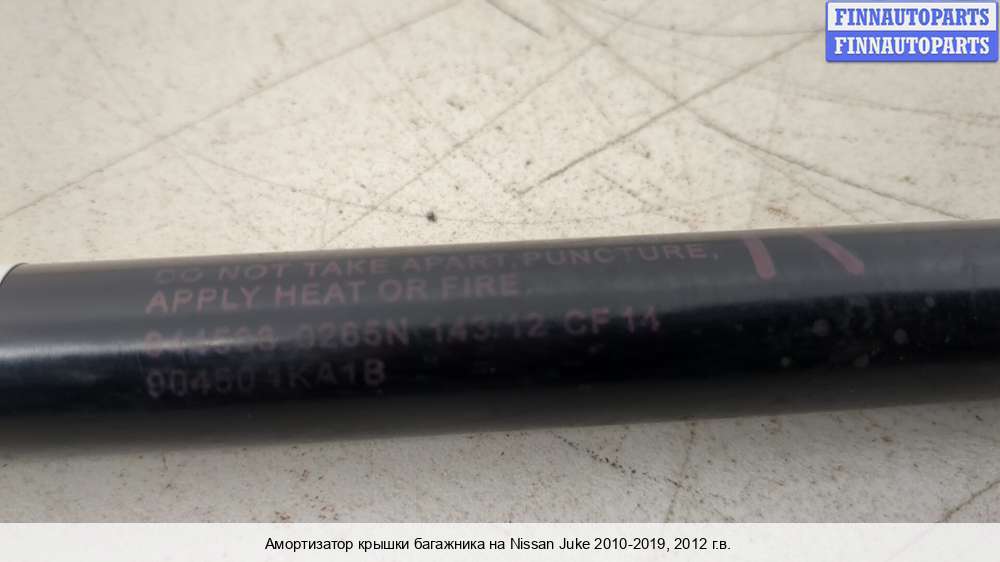 FINNAUTOPARTS
FINNAUTOPARTS
DO NOT TAKE APART, PUNCTURE,
APPLY HEAT OR FIRE
0265N 143/12 CF 14
904601KA1B
Амортизатор крышки багажника на Nissan Juke 2010-2019, 2012 г.в.